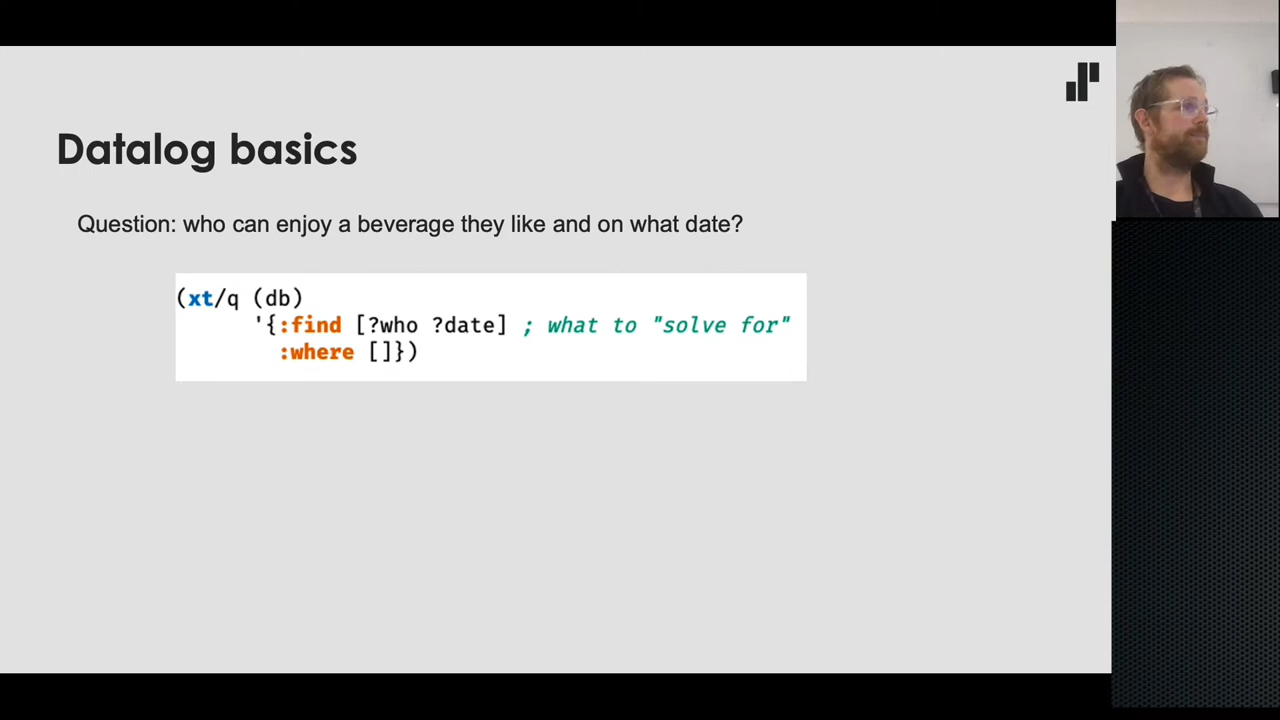 Datalog basics
Question: who can enjoy a beverage they like and on what date?
(xt/q (db)
'{:find [?who ?date] ; what to "solve for"
:where []})